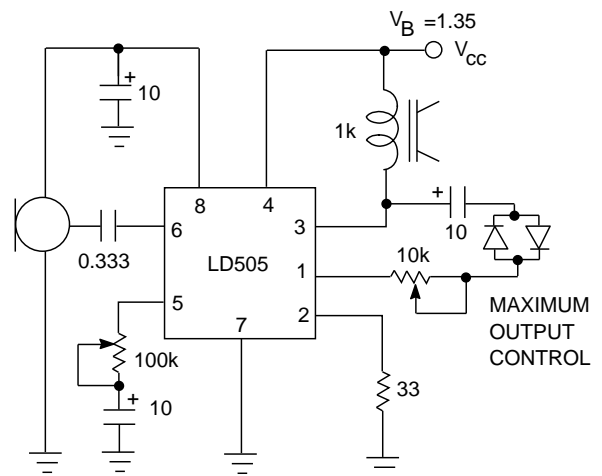 V_B =1.35
V_cc
+
10
1k
8
4
6
3
+
10
0.333
LD505
1
10k
5
2
MAXIMUM
OUTPUT
CONTROL
7
100k
33
+
10